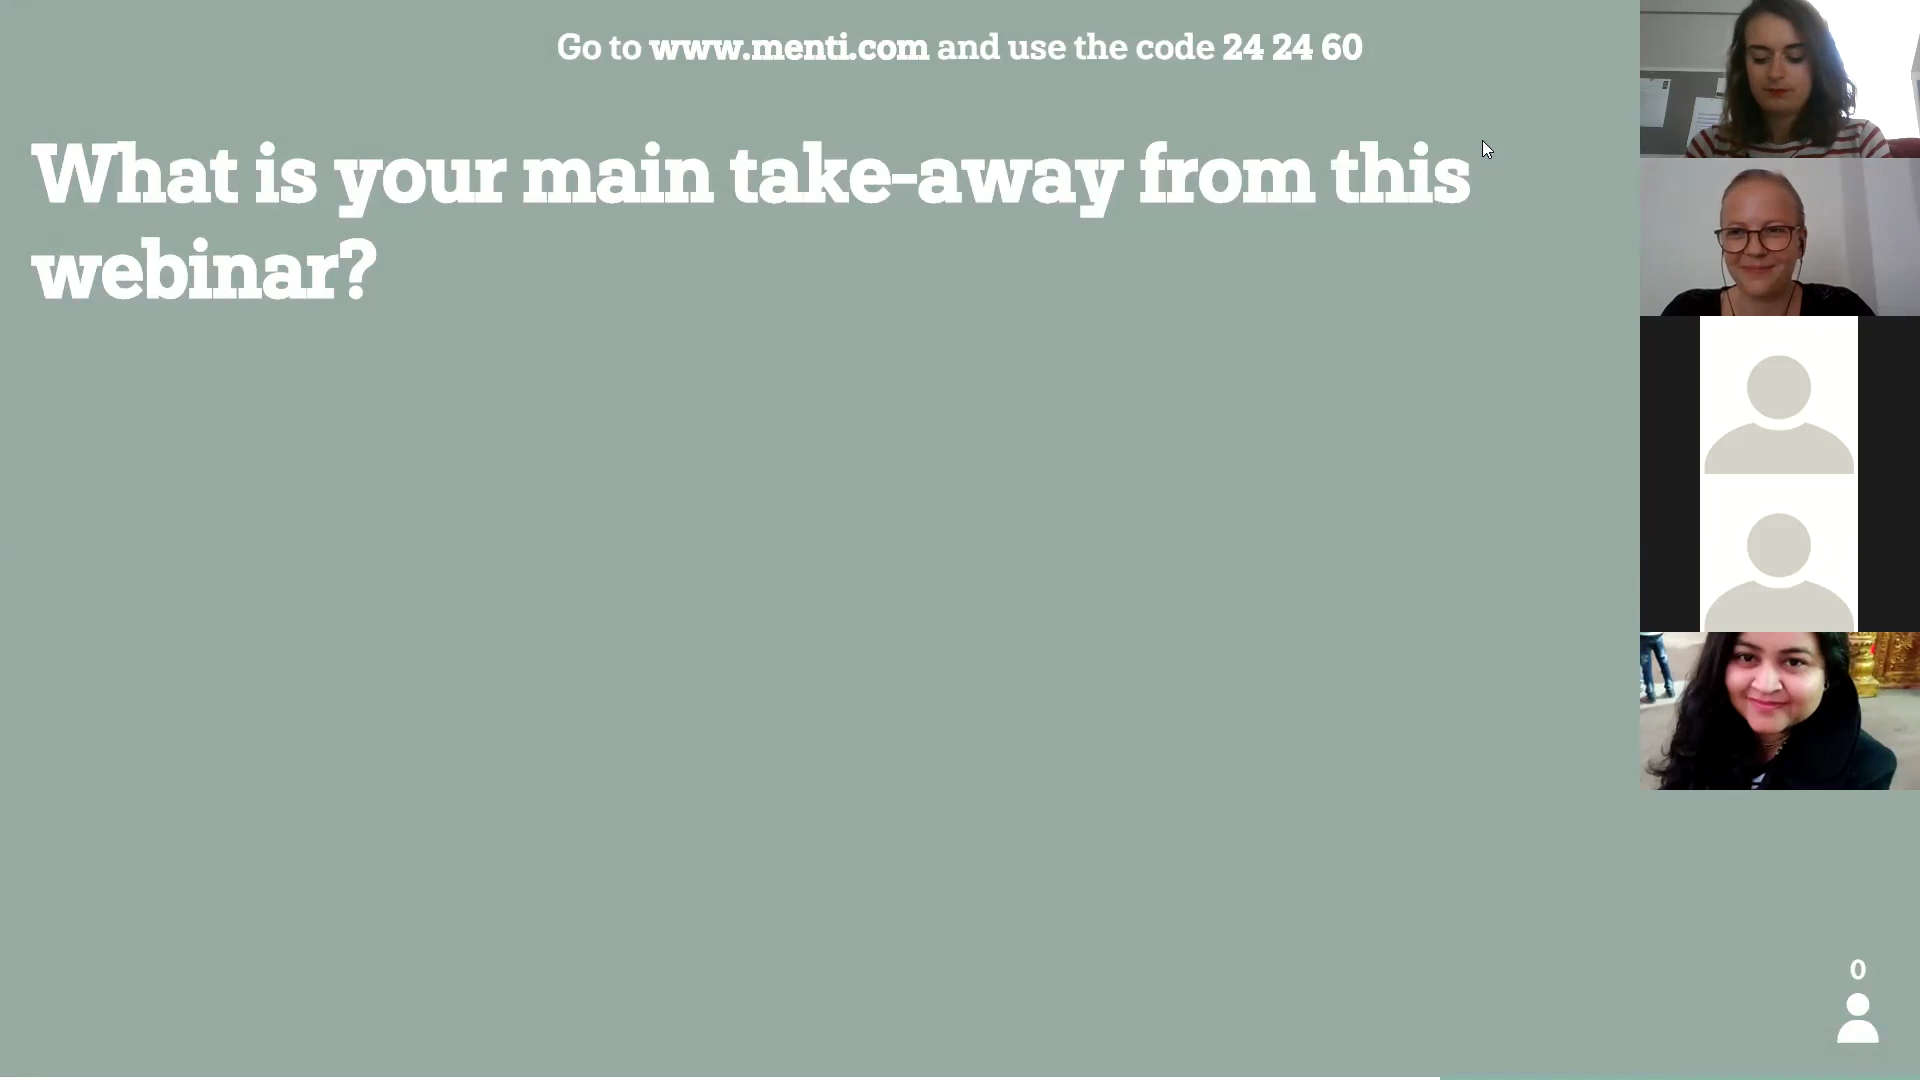 Go to www.menti.com and use the code 24 24 60
What is your main take-away from this
webinar?
0